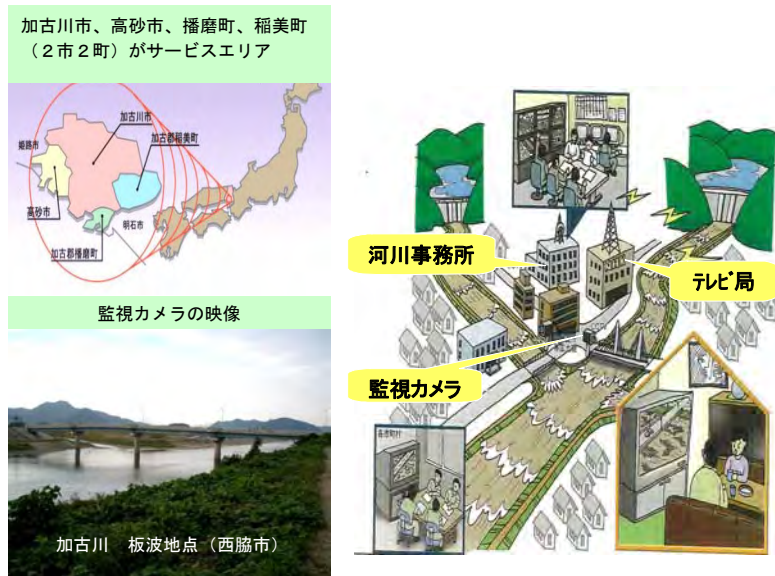 加古川市、高砂市、播磨町、稲美町
(2市2町)がサービスエリア
加古川市
加古郡稲美町
姫路市
高砂市
明石市
加古郡播磨町
監視カメラの映像
加古川 板波地点(西脇市)
河川事務所
テレビ局
監視カメラ
各市町村